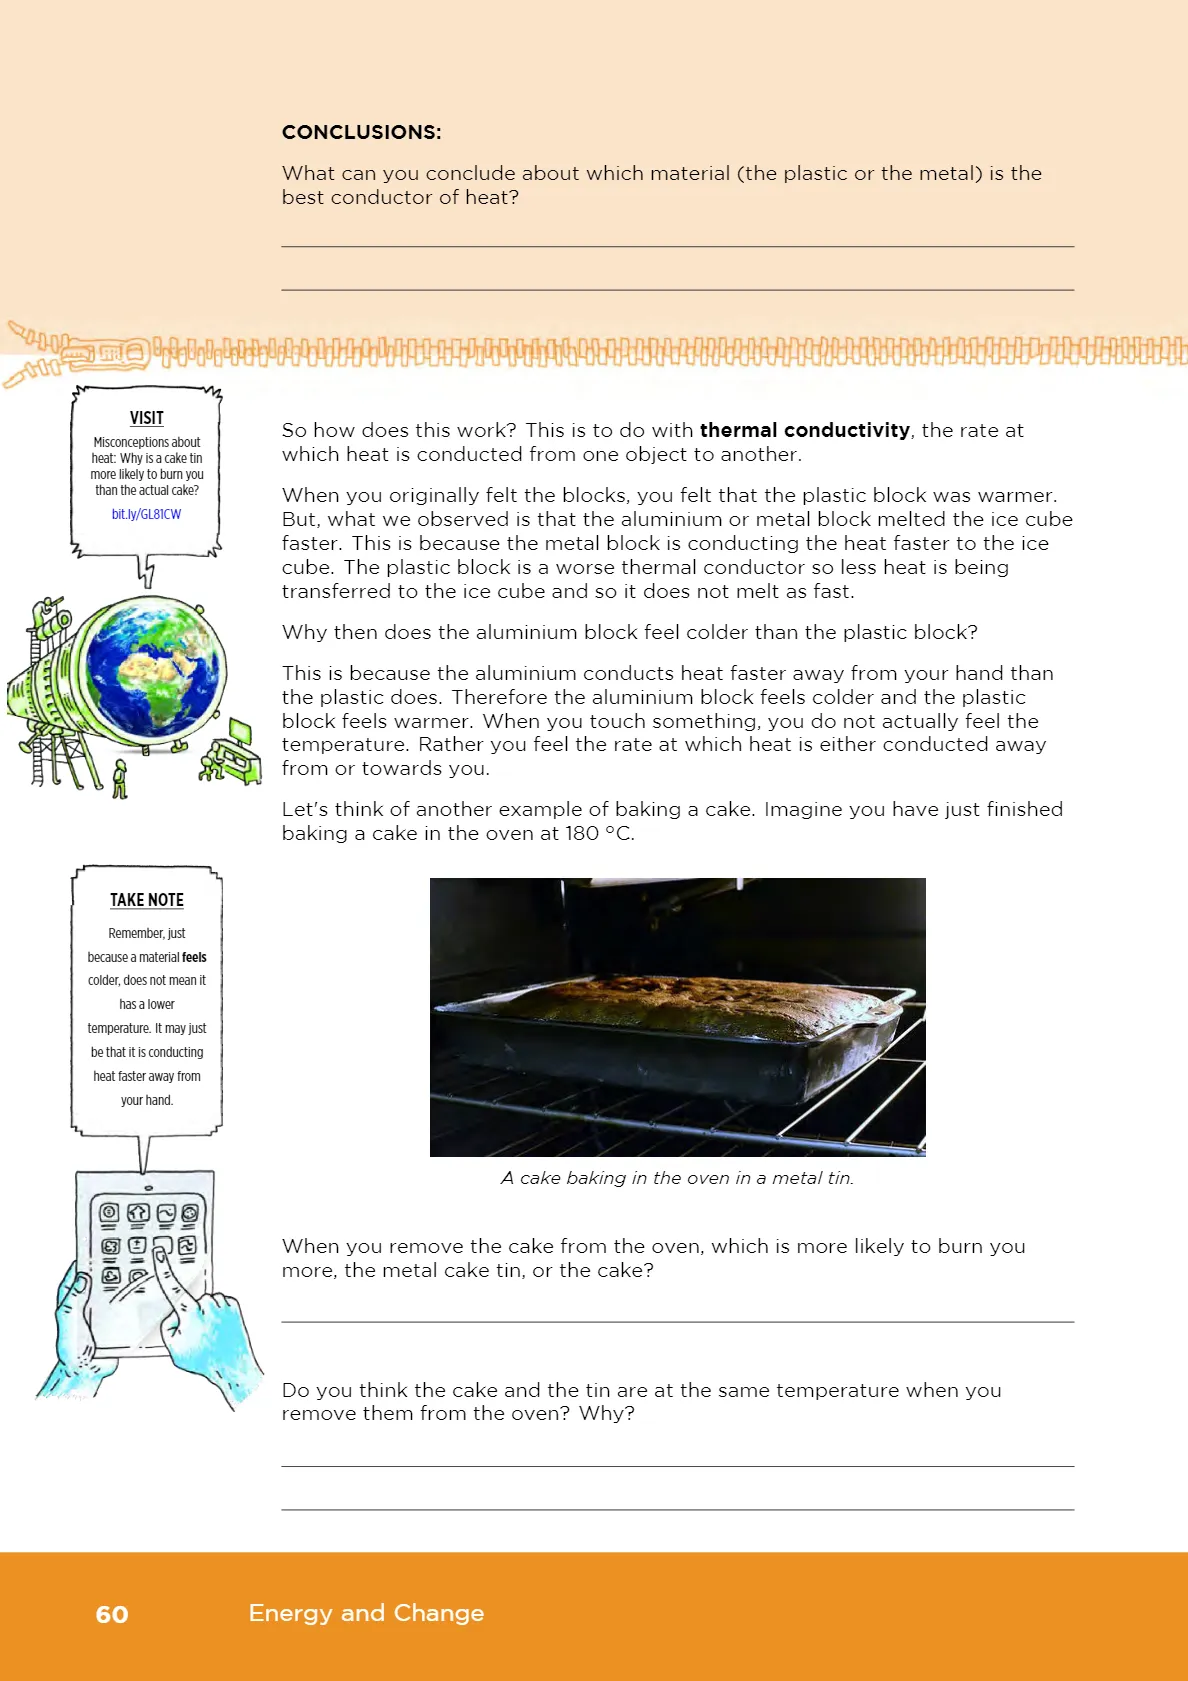 CONCLUSIONS:
What can you conclude about which material (the plastic or the metal) is the
best conductor of heat?
VISIT
Misconceptions about
heat: Why is a cake tin
more likely to burn you
than the actual cake?
bit.ly/GL81CW
So how does this work? This is to do with thermal conductivity, the rate at
which heat is conducted from one object to another.
When you originally felt the blocks, you felt that the plastic block was warmer.
But, what we observed is that the aluminium or metal block melted the ice cube
faster. This is because the metal block is conducting the heat faster to the ice
cube. The plastic block is a worse thermal conductor so less heat is being
transferred to the ice cube and so it does not melt as fast.
Why then does the aluminium block feel colder than the plastic block?
This is because the aluminium conducts heat faster away from your hand than
the plastic does. Therefore the aluminium block feels colder and the plastic
block feels warmer. When you touch something, you do not actually feel the
temperature. Rather you feel the rate at which heat is either conducted away
from or towards you.
Let's think of another example of baking a cake. Imagine you have just finished
baking a cake in the oven at 180 °C.
TAKE NOTE
Remember, just
because a material feels
colder, does not mean it
has a lower
temperature. It may just
be that it is conducting
heat faster away from
your hand.
A cake baking in the oven in a metal tin.
When you remove the cake from the oven, which is more likely to burn you
more, the metal cake tin, or the cake?
Do you think the cake and the tin are at the same temperature when you
remove them from the oven? Why?
60
Energy and Change